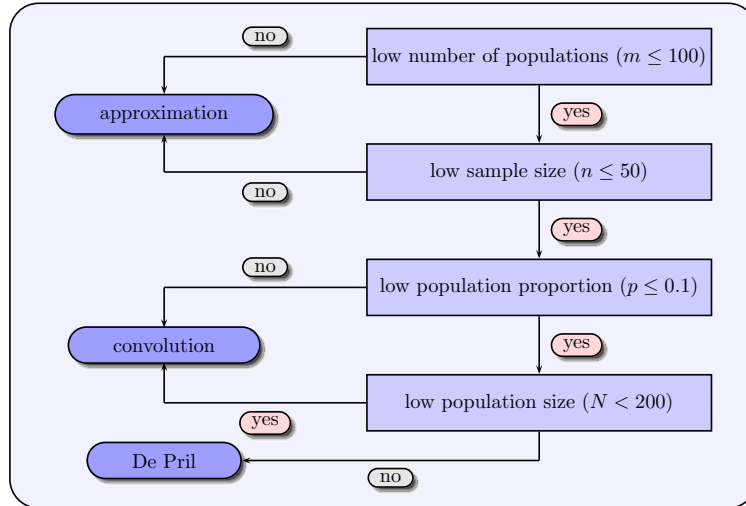 no
low number of populations (m ≤ 100)
approximation
yes
low sample size (n ≤ 50)
no
yes
no
low population proportion (p ≤ 0.1)
convolution
yes
low population size (N < 200)
yes
De Pril
no